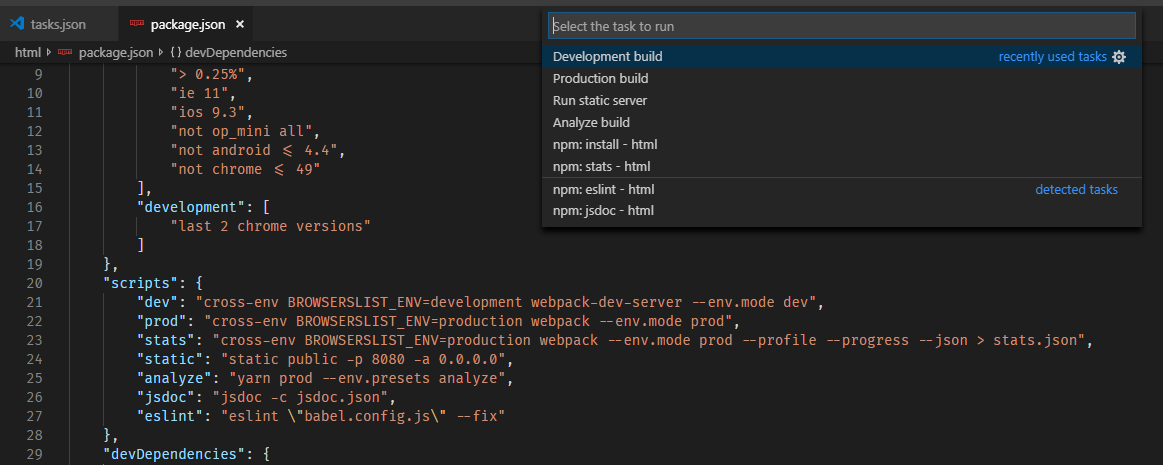 tasks.json
package.json ×
html > package.json > { } devDependencies
Select the task to run
Development build recently used tasks
Production build
Run static server
Analyze build
npm: install - html
npm: stats - html
npm: eslint - html detected tasks
npm: jsdoc - html
9 "> 0.25%",
10 "ie 11",
11 "ios 9.3",
12 "not op_mini all",
13 "not android <= 4.4",
14 "not chrome <= 49"
15 ],
16 "development": [
17 "last 2 chrome versions"
18 ]
19 },
20 "scripts": {
21 "dev": "cross-env BROWSERSLIST_ENV=development webpack-dev-server --env.mode dev",
22 "prod": "cross-env BROWSERSLIST_ENV=production webpack --env.mode prod",
23 "stats": "cross-env BROWSERSLIST_ENV=production webpack --env.mode prod --profile --progress --json > stats.json",
24 "static": "static public -p 8080 -a 0.0.0.0",
25 "analyze": "yarn prod --env.presets analyze",
26 "jsdoc": "jsdoc -c jsdoc.json",
27 "eslint": "eslint \"babel.config.js\" --fix"
28 },
29 "devDependencies": {